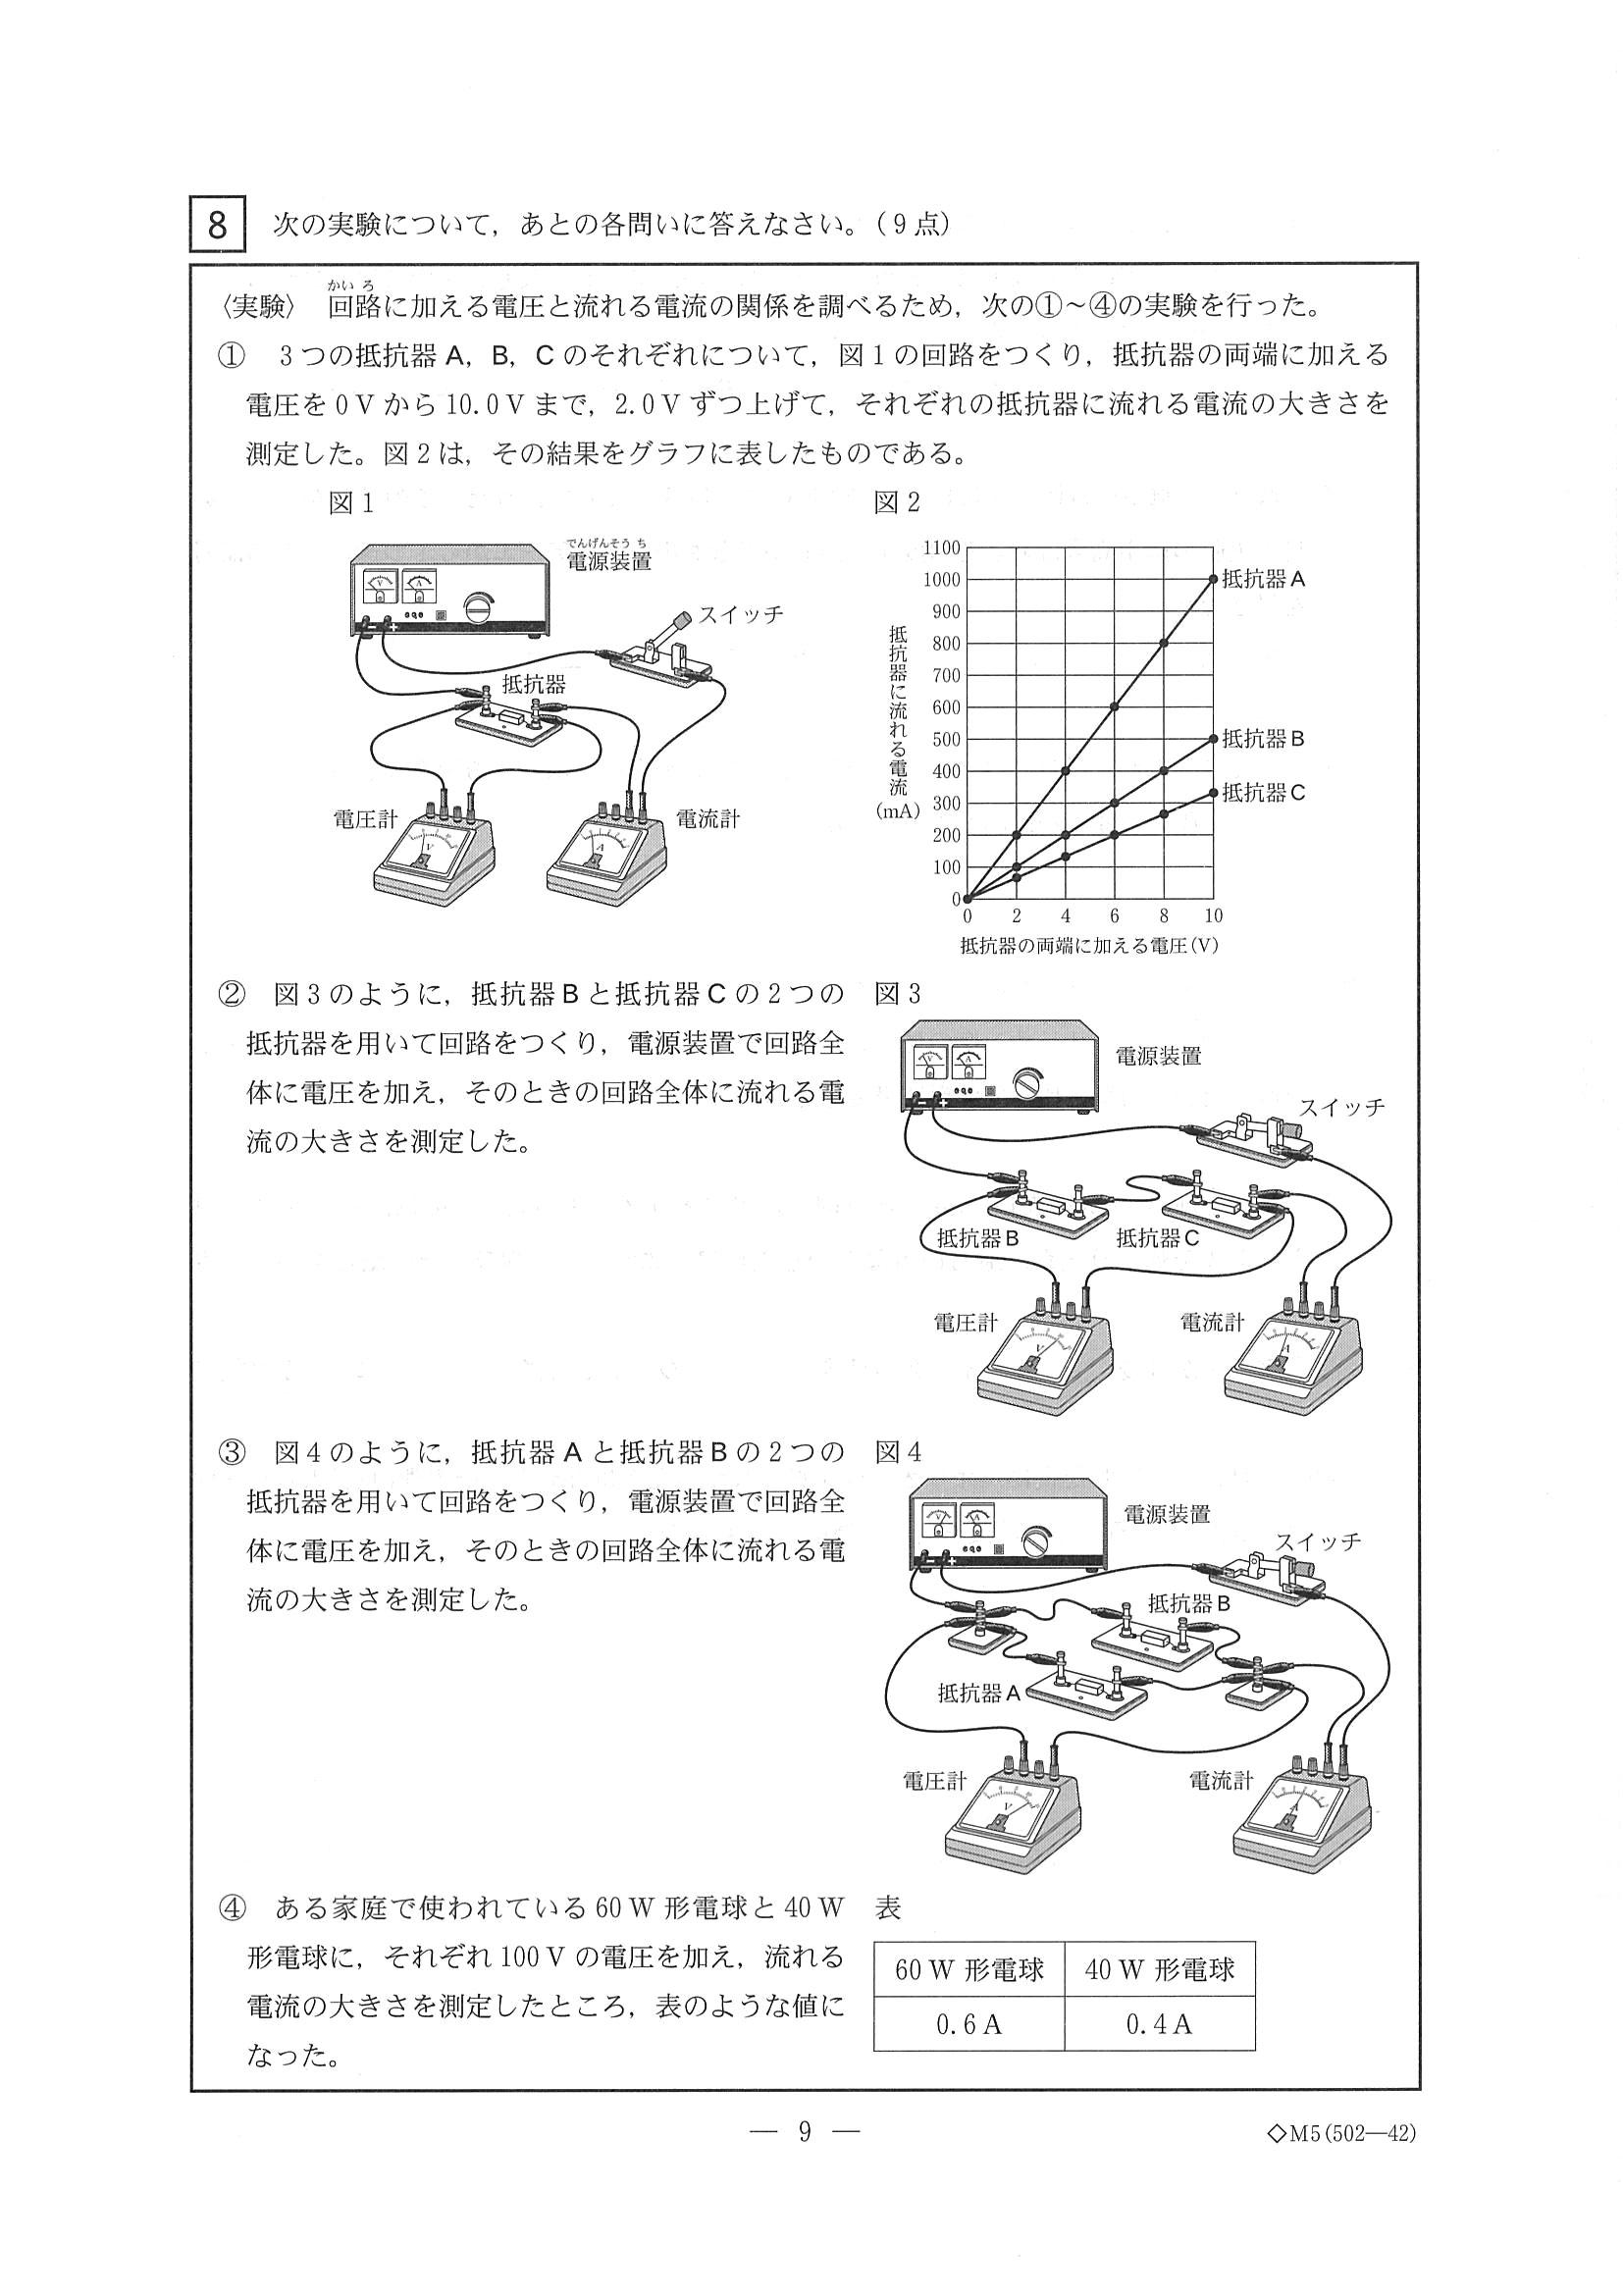 8 次の実験について，あとの各問いに答えなさい。（9点）
かいろ
〈実験〉 回路に加える電圧と流れる電流の関係を調べるため，次の①～④の実験を行った。
① 3つの抵抗器A，B，Cのそれぞれについて，図1の回路をつくり，抵抗器の両端に加える
電圧を0Vから10.0Vまで，2.0Vずつ上げて，それぞれの抵抗器に流れる電流の大きさを
測定した。図2は，その結果をグラフに表したものである。
図1
でんげんそうち
電源装置
スイッチ
抵抗器
電圧計
電流計
図2
1100
1000
900
800
700
600
500
400
300
200
100
0
抵抗器に流れる電流
(mA)
抵抗器A
抵抗器B
抵抗器C
0 2 4 6 8 10
抵抗器の両端に加える電圧(V)
② 図3のように，抵抗器Bと抵抗器Cの2つの
抵抗器を用いて回路をつくり，電源装置で回路全
体に電圧を加え，そのときの回路全体に流れる電
流の大きさを測定した。
図3
電源装置
スイッチ
抵抗器B
抵抗器C
電圧計
電流計
③ 図4のように，抵抗器Aと抵抗器Bの2つの
抵抗器を用いて回路をつくり，電源装置で回路全
体に電圧を加え，そのときの回路全体に流れる電
流の大きさを測定した。
図4
電源装置
スイッチ
抵抗器B
抵抗器A
電圧計
電流計
④ ある家庭で使われている60W形電球と40W
形電球に，それぞれ100Vの電圧を加え，流れる
電流の大きさを測定したところ，表のような値に
なった。
表
60W形電球 40W形電球
0.6A 0.4A
— 9 —
◇M5(502—42)